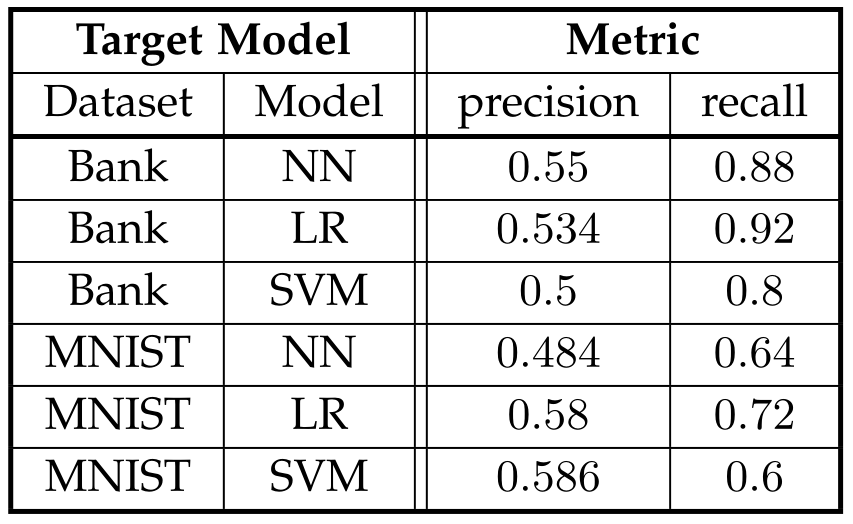 Target Model Metric
Dataset Model precision recall
Bank NN 0.55 0.88
Bank LR 0.534 0.92
Bank SVM 0.5 0.8
MNIST NN 0.484 0.64
MNIST LR 0.58 0.72
MNIST SVM 0.586 0.6